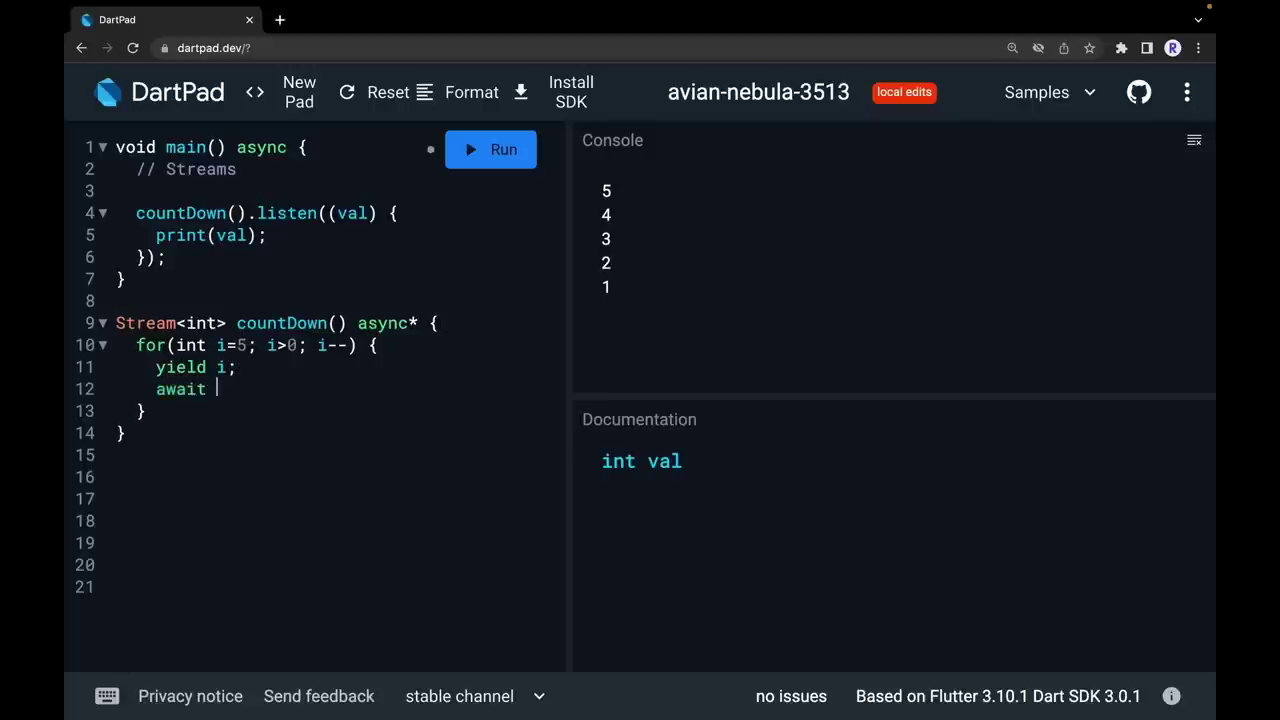 DartPad
dartpad.dev/?
R
DartPad
<> New Pad
Reset
Format
Install SDK
avian-nebula-3513
local edits
Samples
1 void main() async {
2 // Streams
3
4 countDown().listen((val) {
5 print(val);
6 });
7 }
8
9 Stream<int> countDown() async* {
10 for(int i=5; i>0; i--) {
11 yield i;
12 await
13 }
14 }
15
16
17
18
19
20
21
Run
Console
5
4
3
2
1
Documentation
int val
Privacy notice
Send feedback
stable channel
no issues
Based on Flutter 3.10.1 Dart SDK 3.0.1